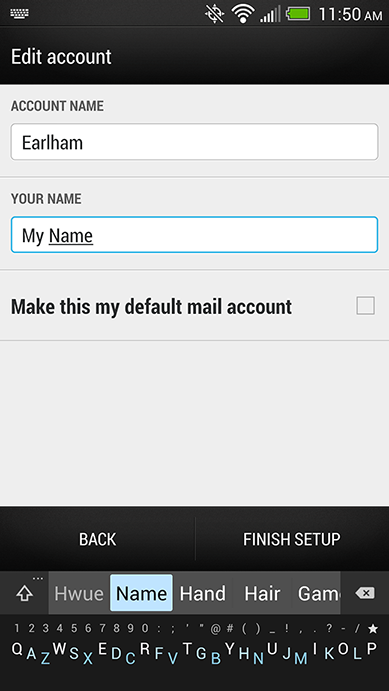 11:50 AM
Edit account
ACCOUNT NAME
Earlham
YOUR NAME
My Name
Make this my default mail account
BACK FINISH SETUP
Hwue Name Hand Hair Game
1 2 3 4 5 6 7 8 9 0 : ; ' " @ # ( ) _ ! , . ? - / ★
Q A Z W S X E D C R F V T G B Y H N U J M I K O L P